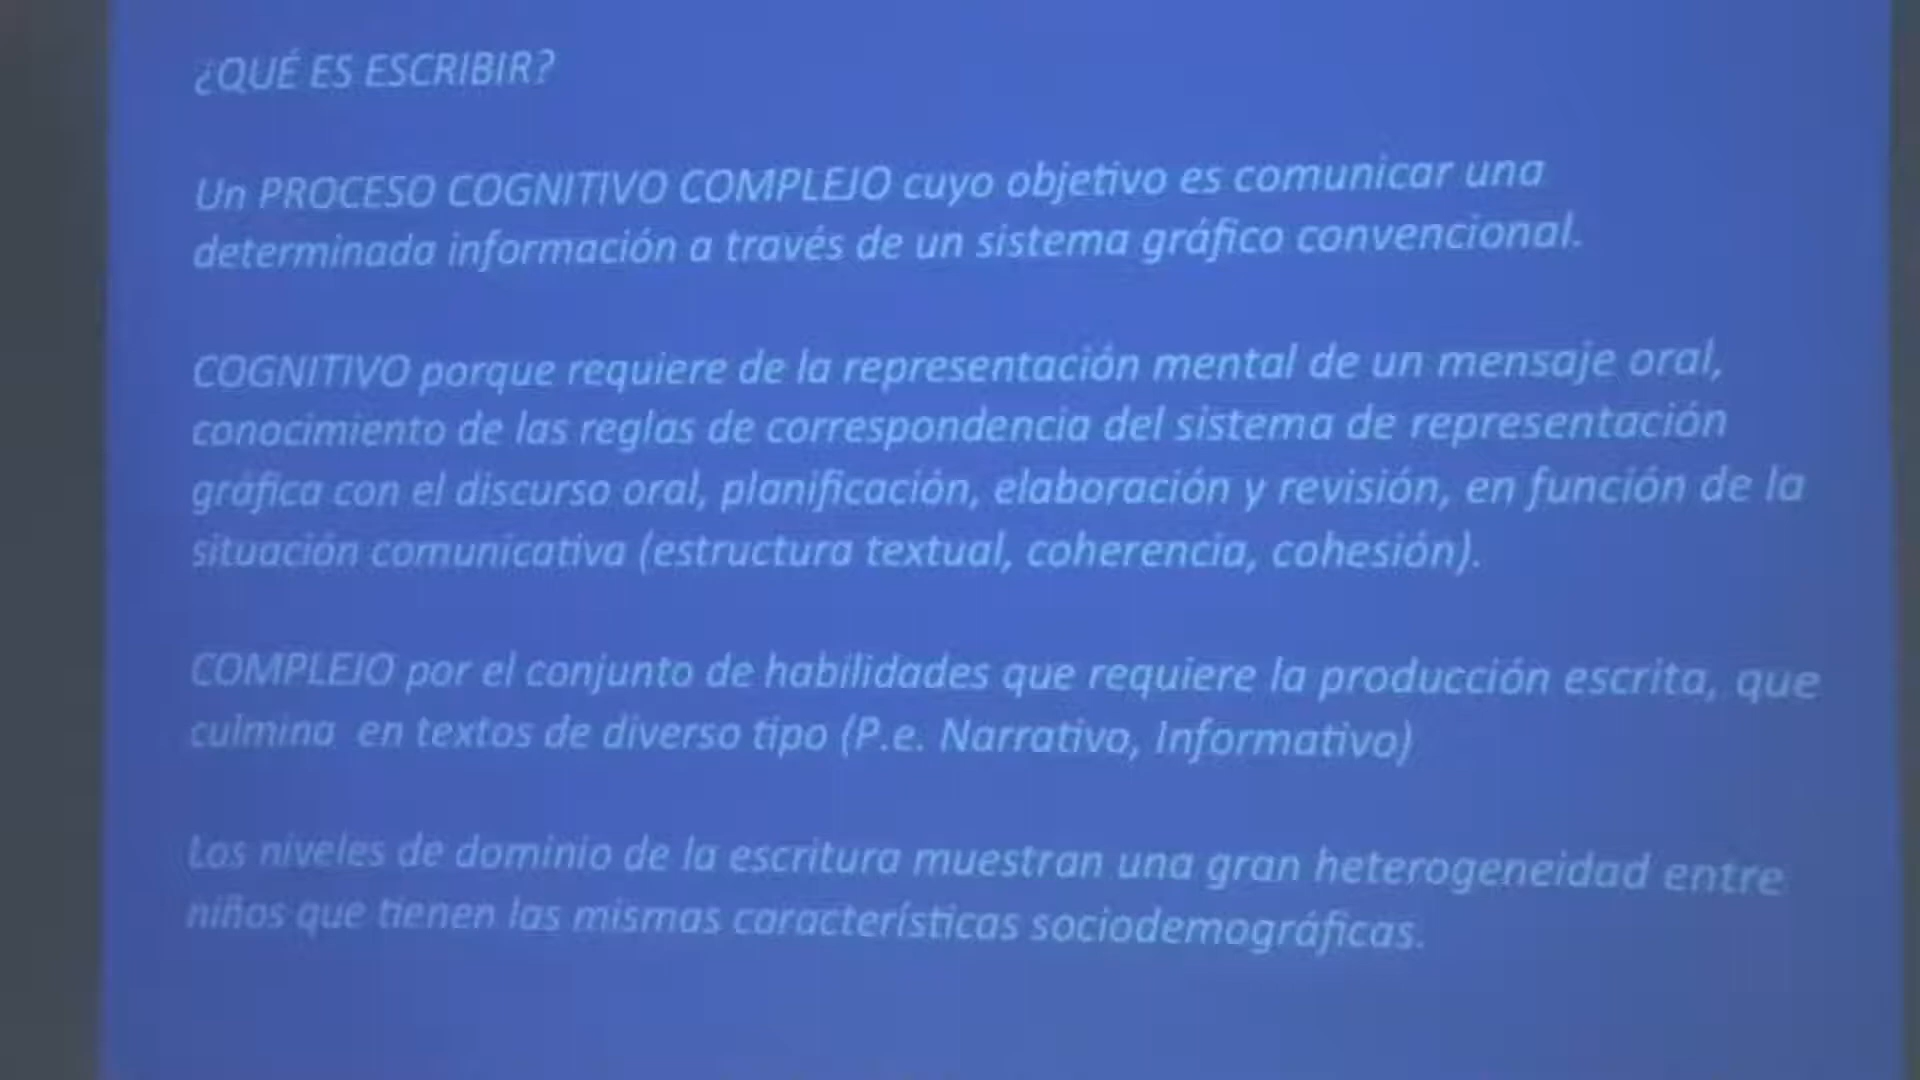 ¿QUÉ ES ESCRIBIR?
Un PROCESO COGNITIVO COMPLEJO cuyo objetivo es comunicar una
determinada información a través de un sistema gráfico convencional.
COGNITIVO porque requiere de la representación mental de un mensaje oral,
conocimiento de las reglas de correspondencia del sistema de representación
gráfica con el discurso oral, planificación, elaboración y revisión, en función de la
situación comunicativa (estructura textual, coherencia, cohesión).
COMPLEJO por el conjunto de habilidades que requiere la producción escrita, que
culmina en textos de diverso tipo (P.e. Narrativo, Informativo)
Los niveles de dominio de la escritura muestran una gran heterogeneidad entre
niños que tienen las mismas características sociodemográficas.